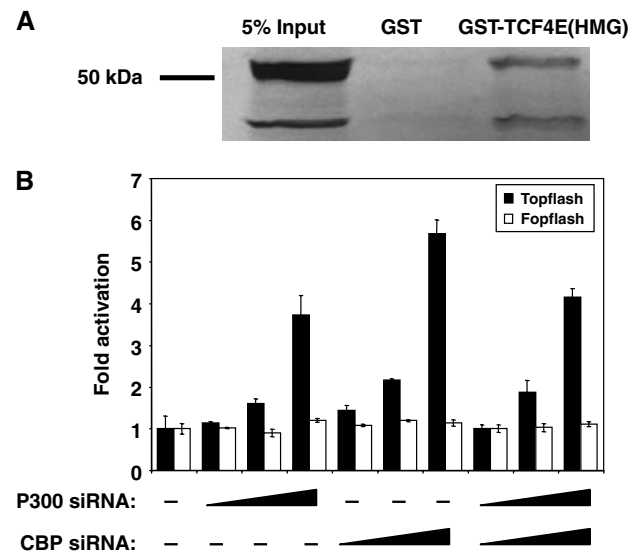 A
5% Input GST GST-TCF4E(HMG)
50 kDa
B
7
6
5
4
3
2
1
0
Fold activation
Topflash
Fopflash
P300 siRNA: – – – –
CBP siRNA: – – – –